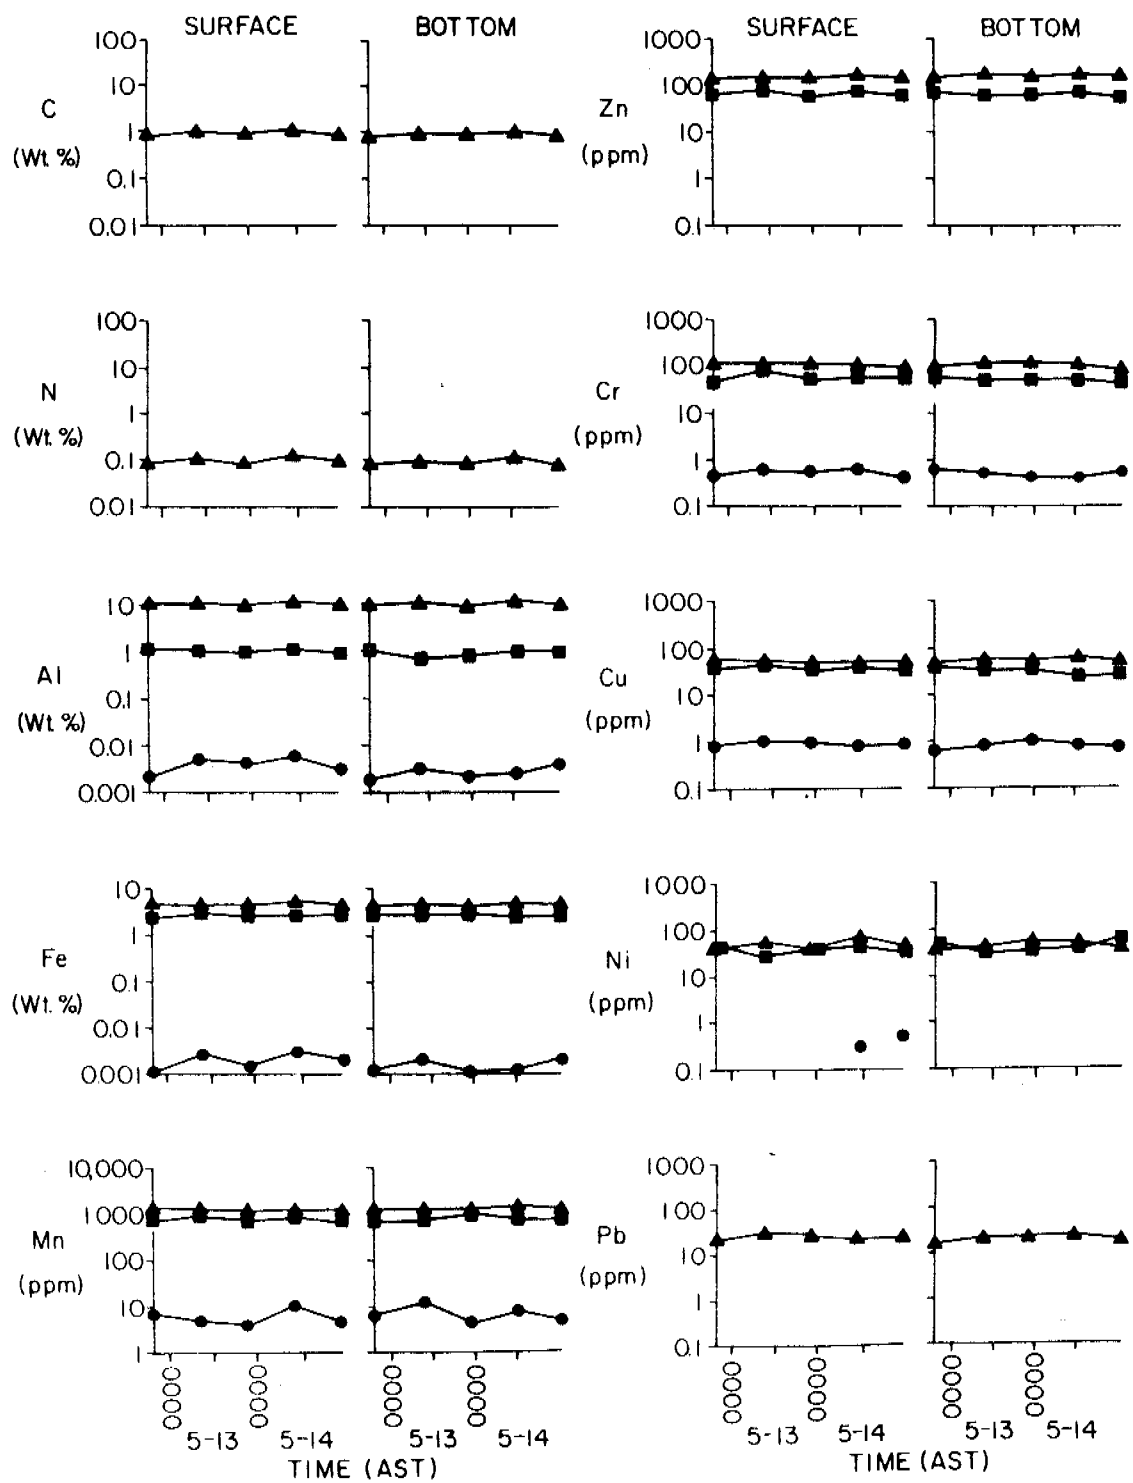 SURFACE BOTTOM SURFACE BOTTOM
C
(Wt. %)
100
10
1
0.1
0.01
Zn
(ppm)
1000
100
10
1
0.1
N
(Wt. %)
100
10
1
0.1
0.01
Cr
(ppm)
1000
100
10
1
0.1
Al
(Wt. %)
10
1
0.1
0.01
0.001
Cu
(ppm)
1000
100
10
1
0.1
Fe
(Wt. %)
10
1
0.1
0.01
0.001
Ni
(ppm)
1000
100
10
1
0.1
Mn
(ppm)
10,000
1000
100
10
1
Pb
(ppm)
1000
100
10
1
0.1
0000 0000 0000 0000 0000 0000 0000 0000
5-13 5-14 5-13 5-14 5-13 5-14 5-13 5-14
TIME (AST) TIME (AST)